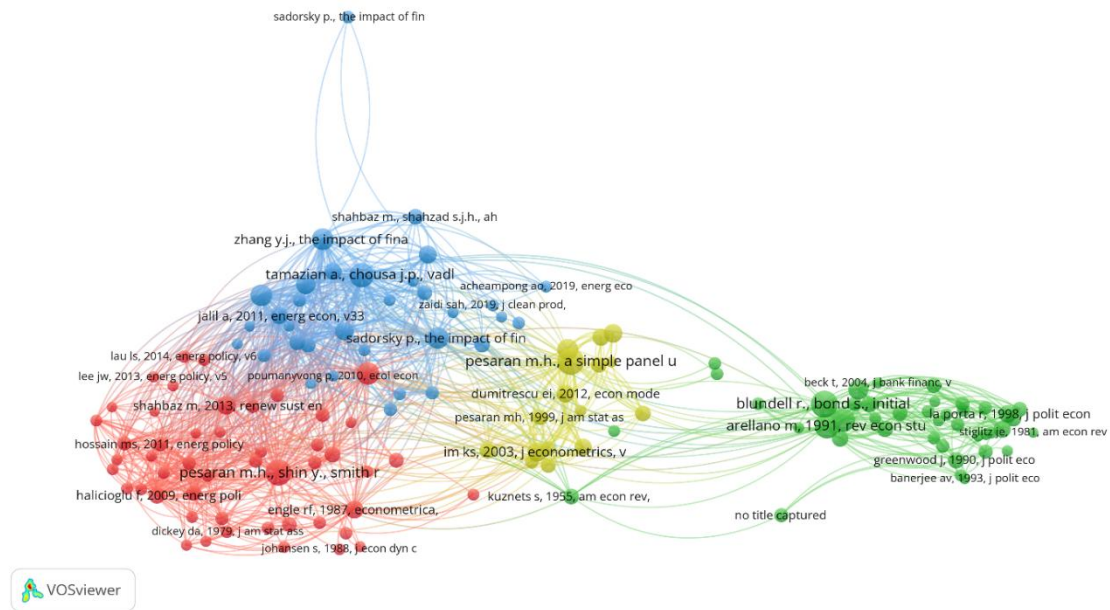 sadorsky p., the impact of fin
shahbaz m., shahzad s.j.h., ah
zhang y.j., the impact of fina
tamazian a., chousa j.p., vadl
acheampong ao, 2019, energ eco
zaidi sah, 2019, j clean prod,
jalil a, 2011, energ econ, v33
sadorsky p., the impact of fin
lau ls, 2014, energ policy, v6
pesaran m.h., a simple panel u
lee jw, 2013, energ policy, v5
poumanyvong p, 2010, ecol econ
beck t, 2004, j bank financ, v
dumitrescu ei, 2012, econ mode
blundell r., bond s., initial
shahbaz m, 2013, renew sust en
la porta r, 1998, j polit econ
pesaran mh, 1999, j am stat as
arellano m, 1991, rev econ stu
stiglitz je, 1981, am econ rev
hossain ms, 2011, energ policy
im ks, 2003, j econometrics, v
greenwood j, 1990, j polit eco
pesaran m.h., shin y., smith r
banerjee av, 1993, j polit eco
halicioglu f, 2009, energ poli
kuznets s, 1955, am econ rev,
engle rf, 1987, econometrica,
no title captured
dickey da, 1979, j am stat ass
johansen s, 1988, j econ dyn c
VOSviewer